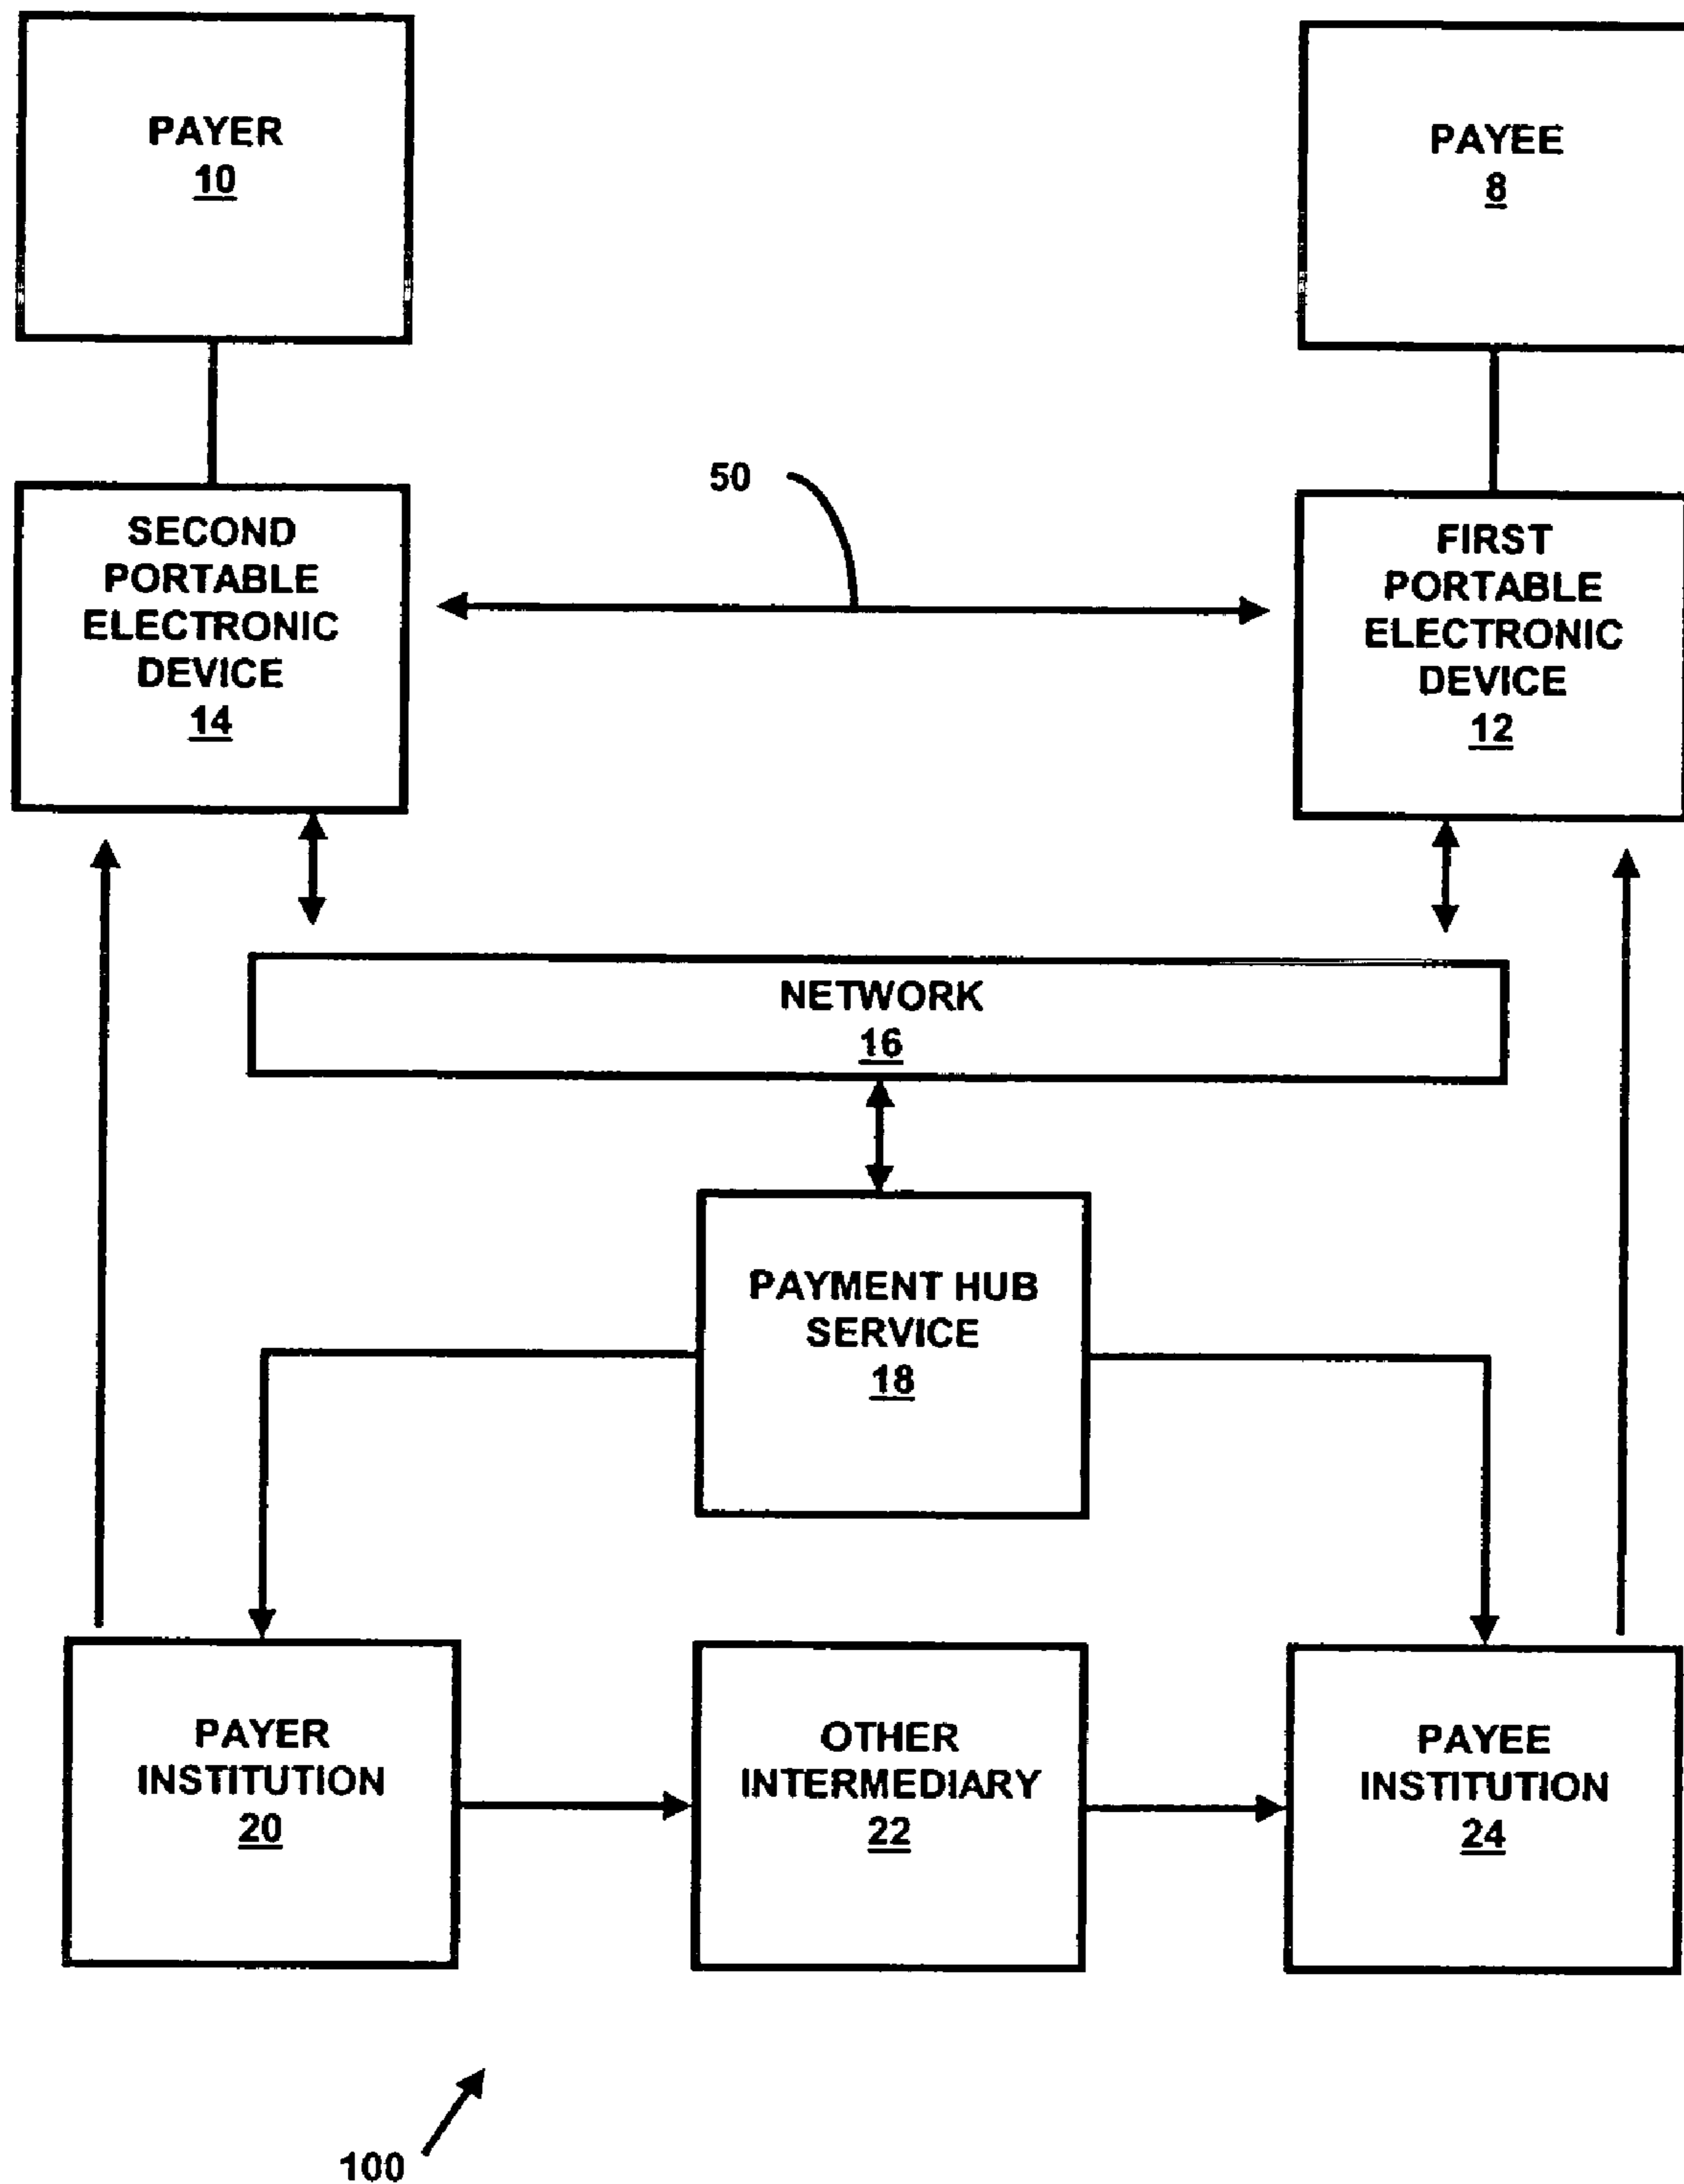 PAYER
10
PAYEE
8
50
SECOND
PORTABLE
ELECTRONIC
DEVICE
14
FIRST
PORTABLE
ELECTRONIC
DEVICE
12
NETWORK
16
PAYMENT HUB
SERVICE
18
PAYER
INSTITUTION
20
OTHER
INTERMEDIARY
22
PAYEE
INSTITUTION
24
100